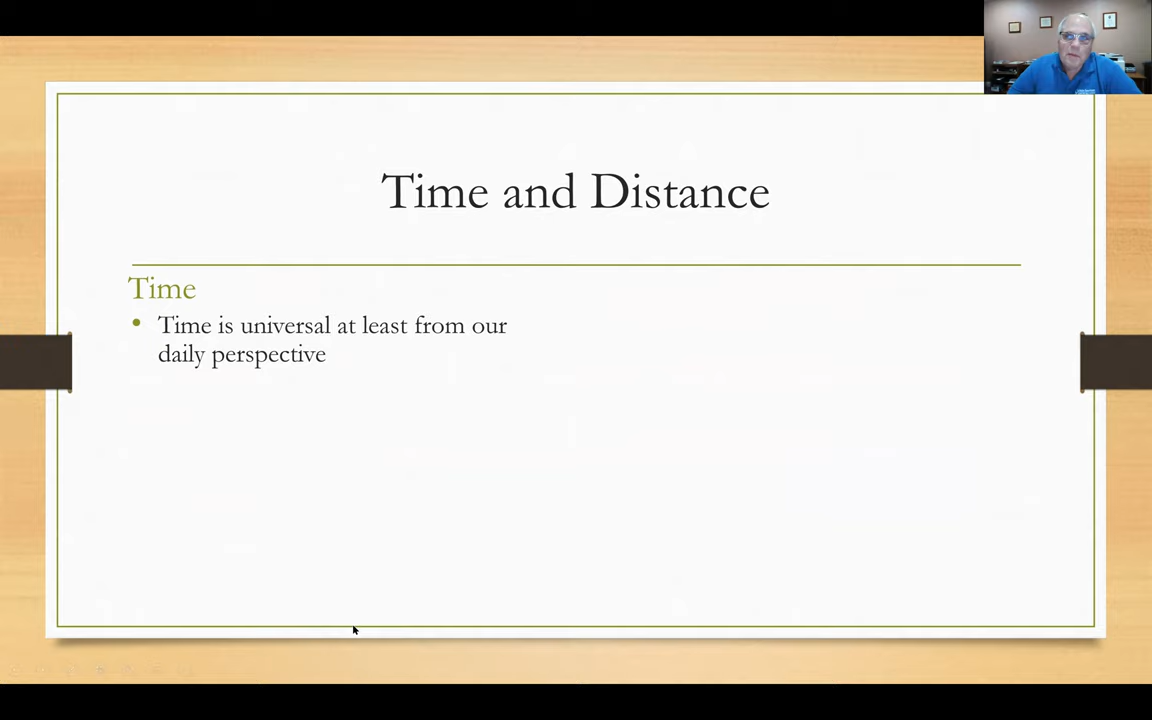 Time and Distance
Time
• Time is universal at least from our
daily perspective